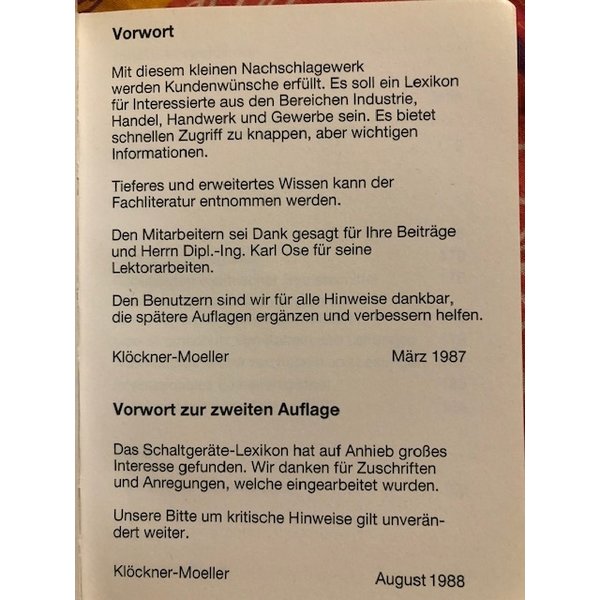 Vorwort
Mit diesem kleinen Nachschlagewerk
werden Kundenwünsche erfüllt. Es soll ein Lexikon
für Interessierte aus den Bereichen Industrie,
Handel, Handwerk und Gewerbe sein. Es bietet
schnellen Zugriff zu knappen, aber wichtigen
Informationen.
Tieferes und erweitertes Wissen kann der
Fachliteratur entnommen werden.
Den Mitarbeitern sei Dank gesagt für Ihre Beiträge
und Herrn Dipl.-Ing. Karl Ose für seine
Lektorarbeiten.
Den Benutzern sind wir für alle Hinweise dankbar,
die spätere Auflagen ergänzen und verbessern helfen.
Klöckner-Moeller März 1987
Vorwort zur zweiten Auflage
Das Schaltgeräte-Lexikon hat auf Anhieb großes
Interesse gefunden. Wir danken für Zuschriften
und Anregungen, welche eingearbeitet wurden.
Unsere Bitte um kritische Hinweise gilt unverän-
dert weiter.
Klöckner-Moeller August 1988